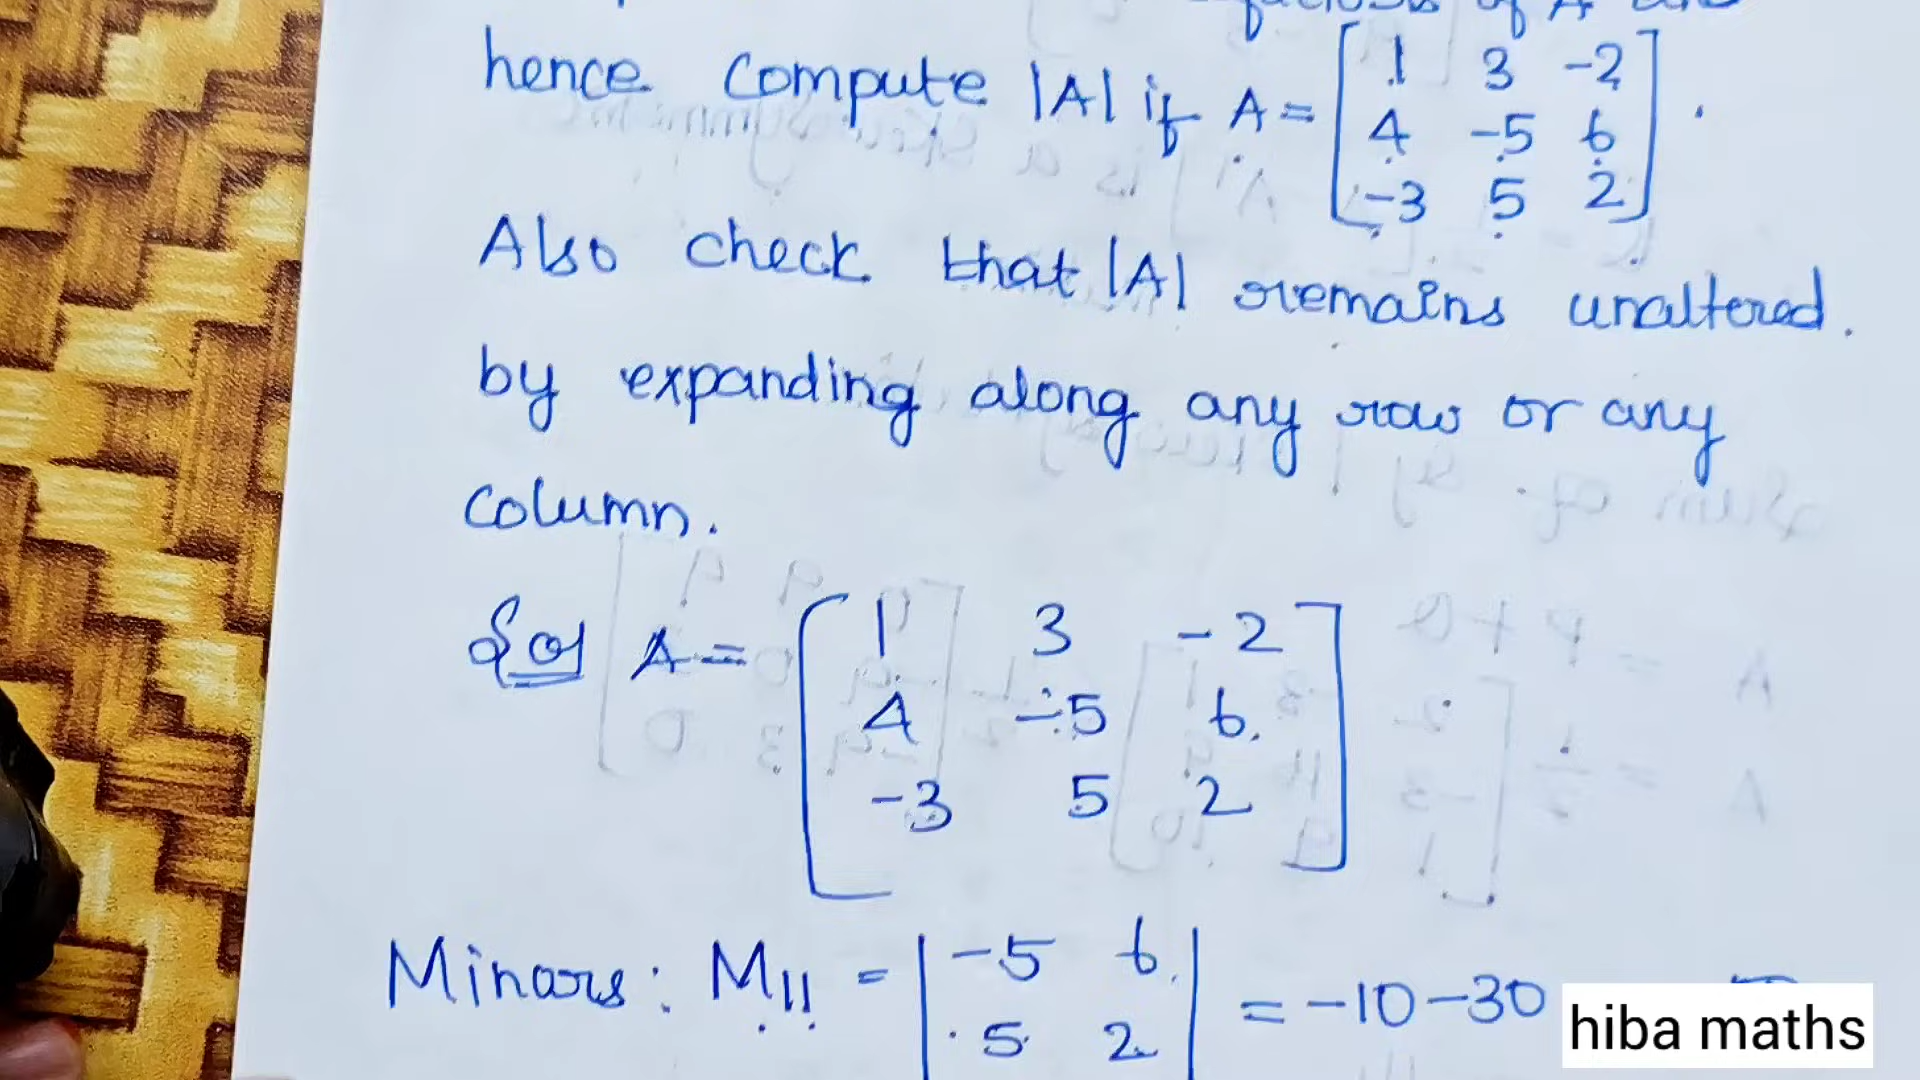 of A
hence compute |A| if A = [1 3 -2
4 -5 6
-3 5 2].
Also check that |A| remains unaltered.
by expanding along any row or any
column.
Sol A = [1 3 -2
4 -5 6
-3 5 2]
Minors: M11 = |-5 6
5 2| = -10-30
hiba maths